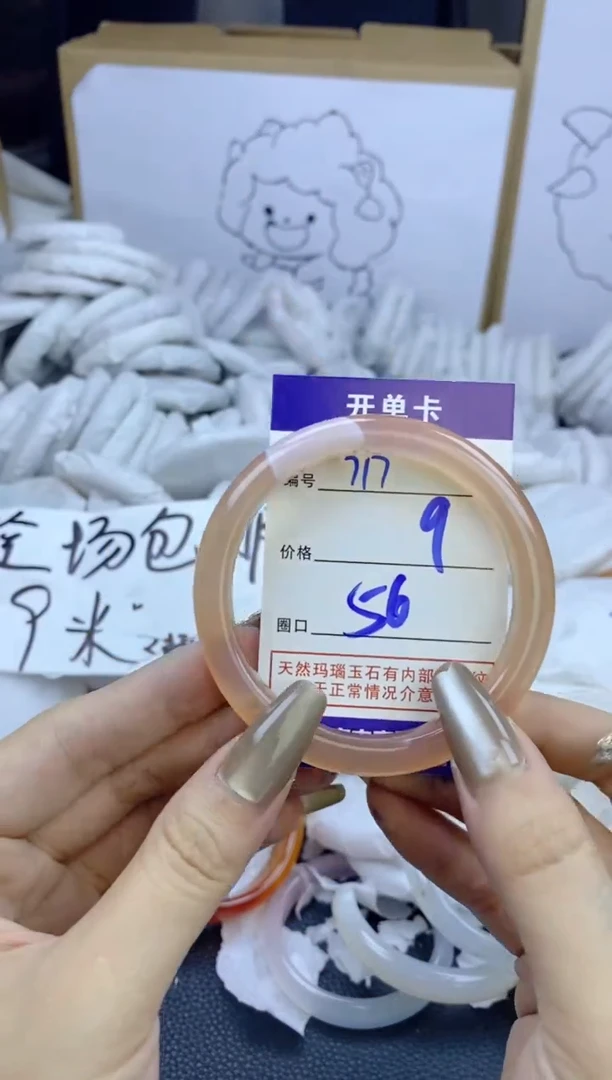 开单卡
编号 717
价格 9
圈口 56
天然玛瑙玉石有内部
正常情况介意
全场包
9米